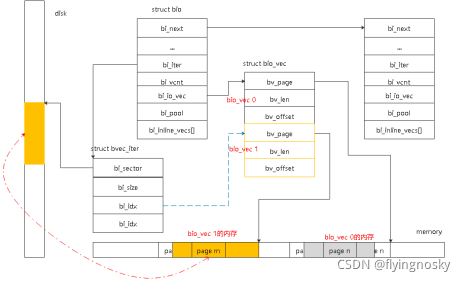 disk
struct bio
bi_next
...
bi_iter
bi_vcnt
bi_io_vec
bi_pool
bi_inline_vecs[]
bi_next
...
bi_iter
bi_vcnt
bi_io_vec
bi_pool
bi_inline_vecs[]
struct bio_vec
bv_page
bv_len
bv_offset
bv_page
bv_len
bv_offset
bio_vec 0
bio_vec 1
struct bvec_iter
bi_sector
bi_size
bi_idx
bi_idx
bio_vec 1的内存
bio_vec 0的内存
memory
pa
page m
pa
page n
e n
CSDN @flyingnosky